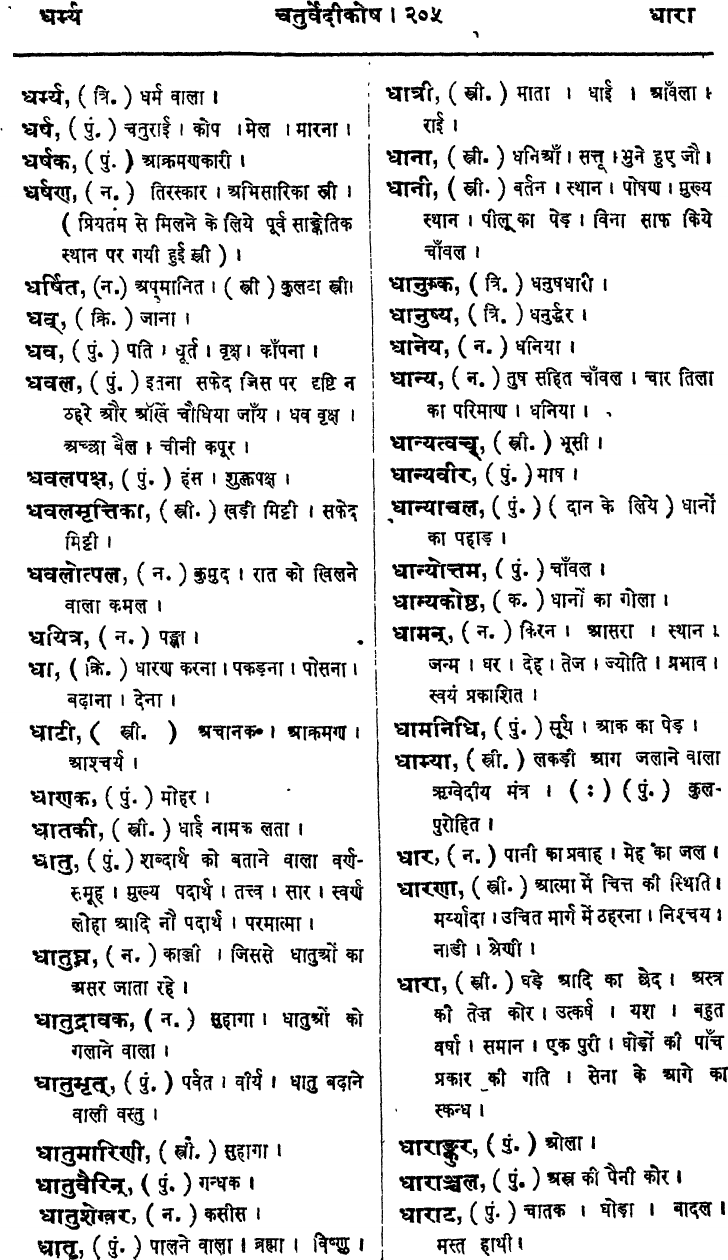 धर्म्य चतुर्वेदीकोष । २०५ धारा
धर्म्य, ( त्रि. ) धर्म वाला ।
धर्ष, ( पुं. ) चतुराई । कोप । मेल । मारना ।
धर्षक, ( पुं. ) आक्रमणकारी ।
धर्षण, ( न. ) तिरस्कार । अभिसारिका स्त्री ।
( प्रियतम से मिलने के लिये पूर्व साङ्केतिक
स्थान पर गयी हुई स्त्री ) ।
धर्षित, (न.) अपमानित । ( स्त्री ) कुलटा स्त्री।
धव्, ( क्रि. ) जाना ।
धव, ( पुं. ) पति । धूर्त । वृक्ष । काँपना ।
धवल, ( पुं. ) इतना सफेद जिस पर दृष्टि न
ठहरे और आँखें चौधिया जाँय । धव वृक्ष ।
अच्छा बैल । चीनी कपूर ।
धवलपक्ष, ( पुं. ) हंस । शुक्लपक्ष ।
धवलमृत्तिका, ( स्त्री. ) खड़ी मिट्टी । सफेद
मिट्टी ।
धवलोत्पल, ( न. ) कुमुद । रात को खिलने
वाला कमल ।
धयित्र, ( न. ) पङ्खा ।
धा, ( क्रि. ) धारण करना । पकड़ना । पोसना ।
बढ़ाना । देना ।
धाटी, ( स्त्री. ) अचानक । आक्रमण ।
आश्चर्य ।
धाणक, ( पुं. ) मोहर ।
धातकी, ( स्त्री. ) धाई नामक लता ।
धातु, ( पुं. ) शब्दार्थ को बताने वाला वर्ण-
समूह । मुख्य पदार्थ । तत्त्व । सार । स्वर्ण
लोहा आदि नौ पदार्थ । परमात्मा ।
धातुघ्न, ( न. ) काञ्जी । जिससे धातुओं का
असर जाता रहे ।
धातुद्रावक, ( न. ) सुहागा । धातुओं को
गलाने वाला ।
धातुभृत्, ( पुं. ) पर्वत । वीर्य । धातु बढ़ाने
वाली वस्तु ।
धातुमारिणी, ( स्त्री. ) सुहागा ।
धातुवैरिन्, ( पुं. ) गन्धक ।
धातुशेखर, ( न. ) कसीस ।
धातृ, ( पुं. ) पालने वाला । ब्रह्मा । विष्णु ।
धात्री, ( स्त्री. ) माता । धाई । आँवला ।
राई ।
धाना, ( स्त्री. ) धनिआँ । सत्तू । भुने हुए जौ ।
धानी, ( स्त्री. ) बर्तन । स्थान । पोषण । मुख्य
स्थान । पीलू का पेड़ । विना साफ किये
चाँवल ।
धानुष्क, ( त्रि. ) धनुषधारी ।
धानुष्य, ( त्रि. ) धनुर्द्धर ।
धानेय, ( न. ) धनिया ।
धान्य, ( न. ) तुष सहित चाँवल । चार तिला
का परिमाण । धनिया ।
धान्यत्वच्, ( स्त्री. ) भूसी ।
धान्यवीर, ( पुं. ) माष ।
धान्याचल, ( पुं. ) ( दान के लिये ) धानों
का पहाड़ ।
धान्योत्तम, ( पुं. ) चाँवल ।
धाम्यकोष्ठ, ( क. ) धानों का गोला ।
धामन्, ( न. ) किरन । आसरा । स्थान ।
जन्म । घर । देह । तेज । ज्योति । प्रभाव ।
स्वयं प्रकाशित ।
धामनिधि, ( पुं. ) सूर्य । आक का पेड़ ।
धाम्या, ( स्त्री. ) लकड़ी आग जलाने वाला
ऋग्वेदीय मंत्र । ( : ) ( पुं. ) कुल-
पुरोहित ।
धार, ( न. ) पानी का प्रवाह । मेह का जल ।
धारणा, ( स्त्री. ) आत्मा में चित्त की स्थिति।
मर्य्यादा । उचित मार्ग में ठहरना । निश्चय ।
नाडी । श्रेणी ।
धारा, ( स्त्री. ) घड़े आदि का छेद । अस्त्र
की तेज कोर । उत्कर्ष । यश । बहुत
वर्षा । समान । एक पुरी । घोड़ों की पाँच
प्रकार की गति । सेना के आगे का
स्कन्ध ।
धाराङ्कुर, ( पुं. ) ओला ।
धाराञ्चल, ( पुं. ) अस्त्र की पैनी कोर ।
धाराट, ( पुं. ) चातक । घोड़ा । बादल ।
मस्त हाथी ।